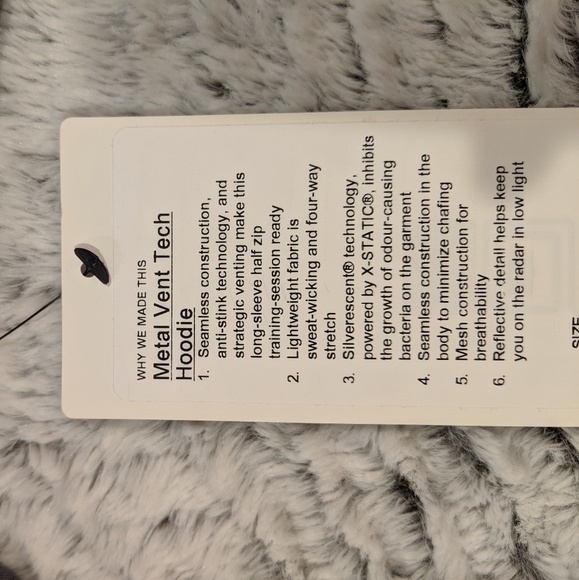 WHY WE MADE THIS
Metal Vent Tech
Hoodie
1. Seamless construction,
anti-stink technology, and
strategic venting make this
long-sleeve half zip
training-session ready
2. Lightweight fabric is
sweat-wicking and four-way
stretch
3. Silverescent® technology,
powered by X-STATIC®, inhibits
the growth of odour-causing
bacteria on the garment
4. Seamless construction in the
body to minimize chafing
5. Mesh construction for
breathability
6. Reflective detail helps keep
you on the radar in low light
SIZE